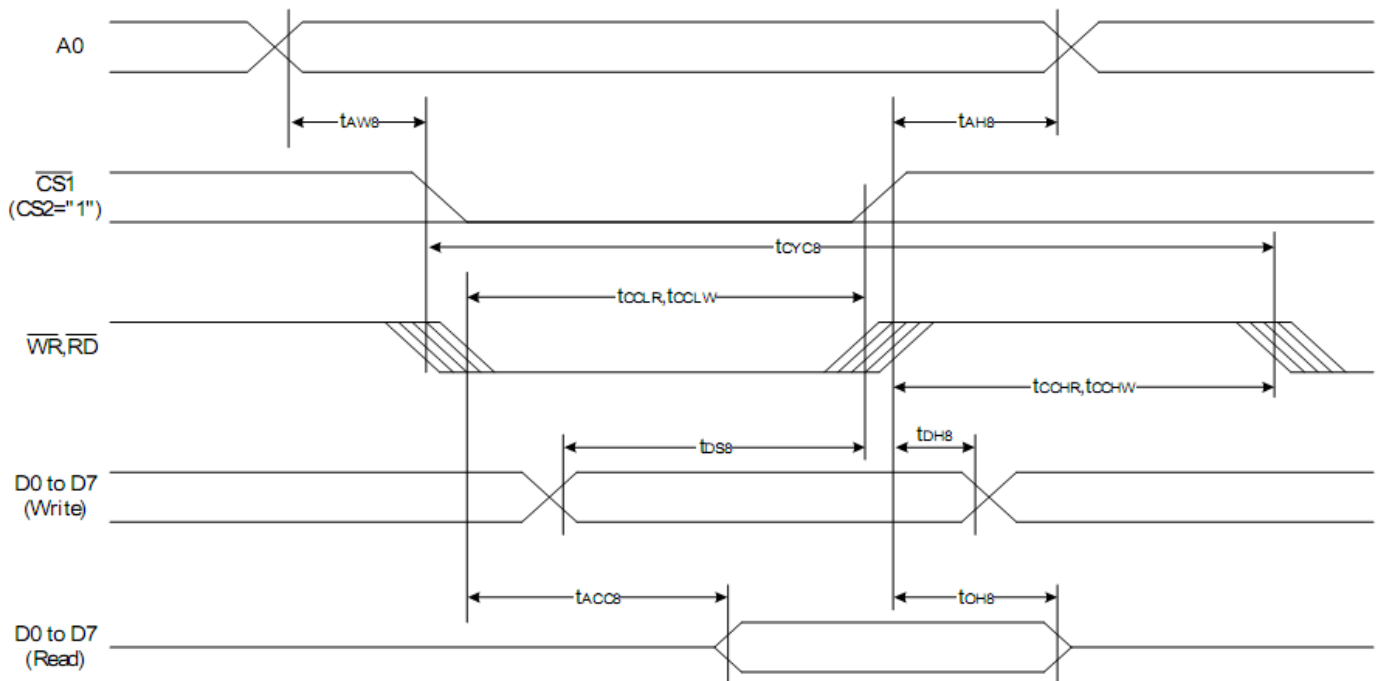 A0
tAW8
tAH8
CS1
(CS2="1")
tCYC8
tCCLR,tCCLW
WR,RD
tCCHR,tCCHW
tDS8
tDH8
D0 to D7
(Write)
tACC8
tOH8
D0 to D7
(Read)